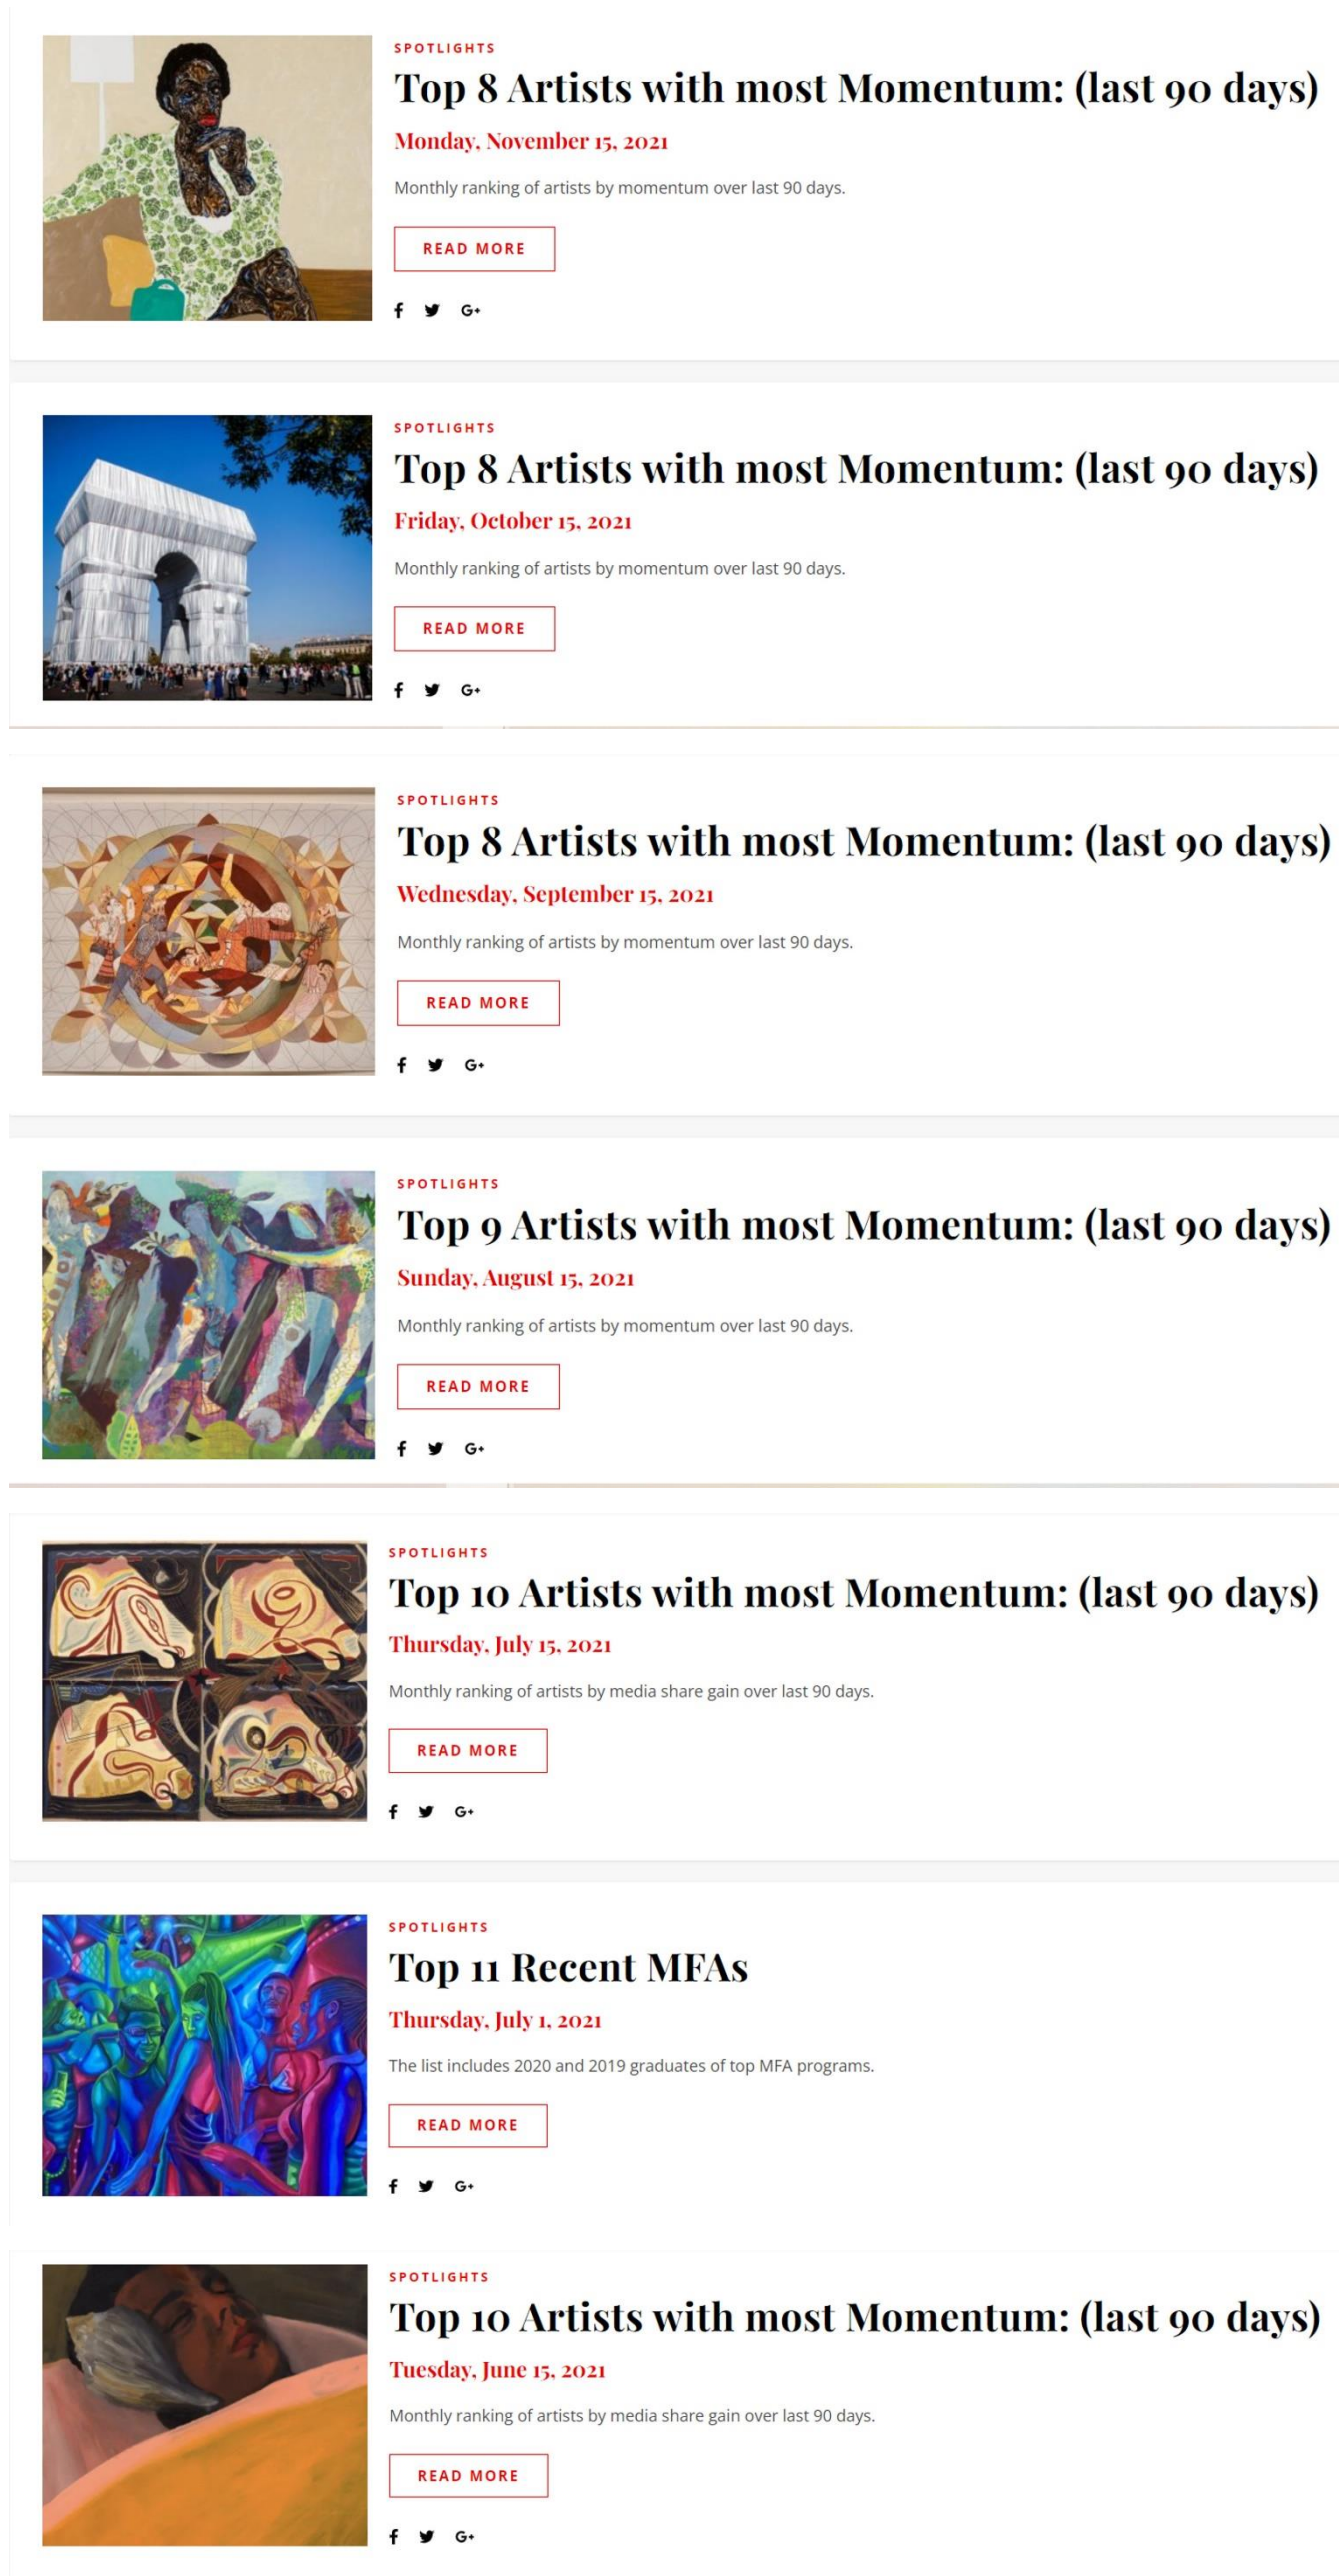 SPOTLIGHTS
Top 8 Artists with most Momentum: (last 90 days)
Monday, November 15, 2021
Monthly ranking of artists by momentum over last 90 days.
READ MORE
G+
SPOTLIGHTS
Top 8 Artists with most Momentum: (last 90 days)
Friday, October 15, 2021
Monthly ranking of artists by momentum over last 90 days.
READ MORE
G+
SPOTLIGHTS
Top 8 Artists with most Momentum: (last 90 days)
Wednesday, September 15, 2021
Monthly ranking of artists by momentum over last 90 days.
READ MORE
G+
SPOTLIGHTS
Top 9 Artists with most Momentum: (last 90 days)
Sunday, August 15, 2021
Monthly ranking of artists by momentum over last 90 days.
READ MORE
G+
SPOTLIGHTS
Top 10 Artists with most Momentum: (last 90 days)
Thursday, July 15, 2021
Monthly ranking of artists by media share gain over last 90 days.
READ MORE
G+
SPOTLIGHTS
Top 11 Recent MFAs
Thursday, July 1, 2021
The list includes 2020 and 2019 graduates of top MFA programs.
READ MORE
G+
SPOTLIGHTS
Top 10 Artists with most Momentum: (last 90 days)
Tuesday, June 15, 2021
Monthly ranking of artists by media share gain over last 90 days.
READ MORE
G+